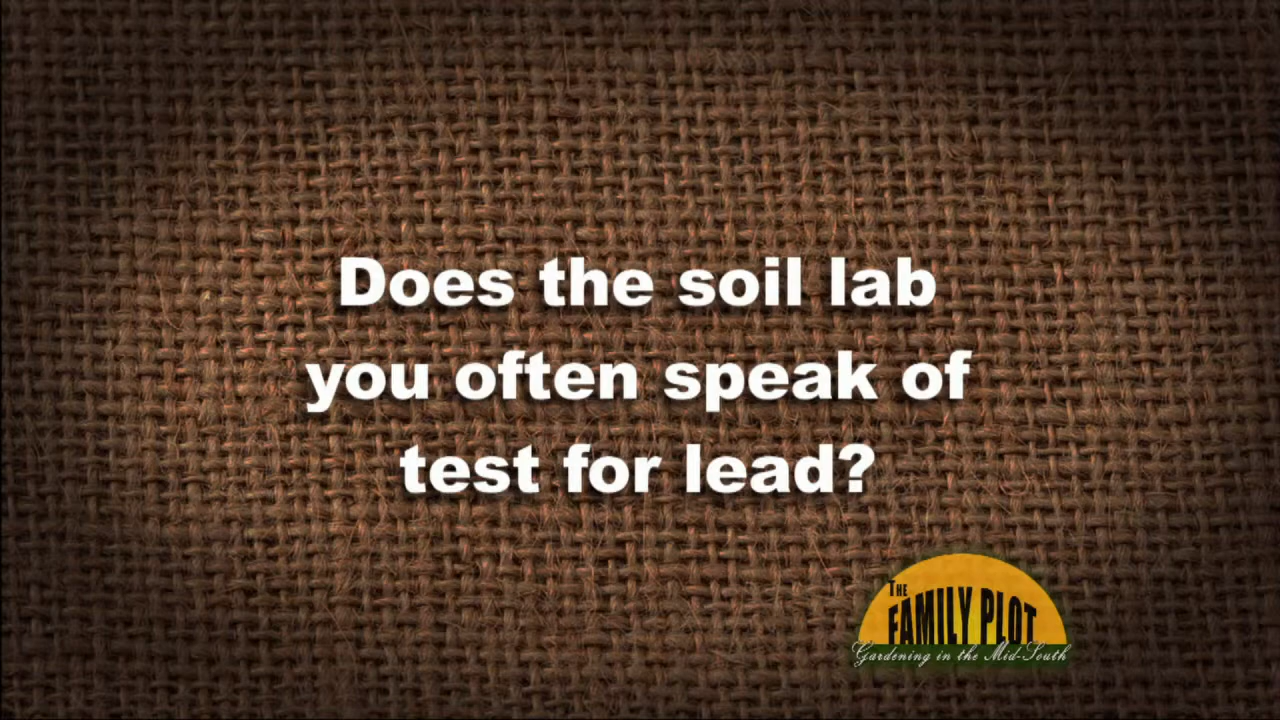 Does the soil lab
you often speak of
test for lead?
THE
FAMILY PLOT
Gardening in the Mid-South